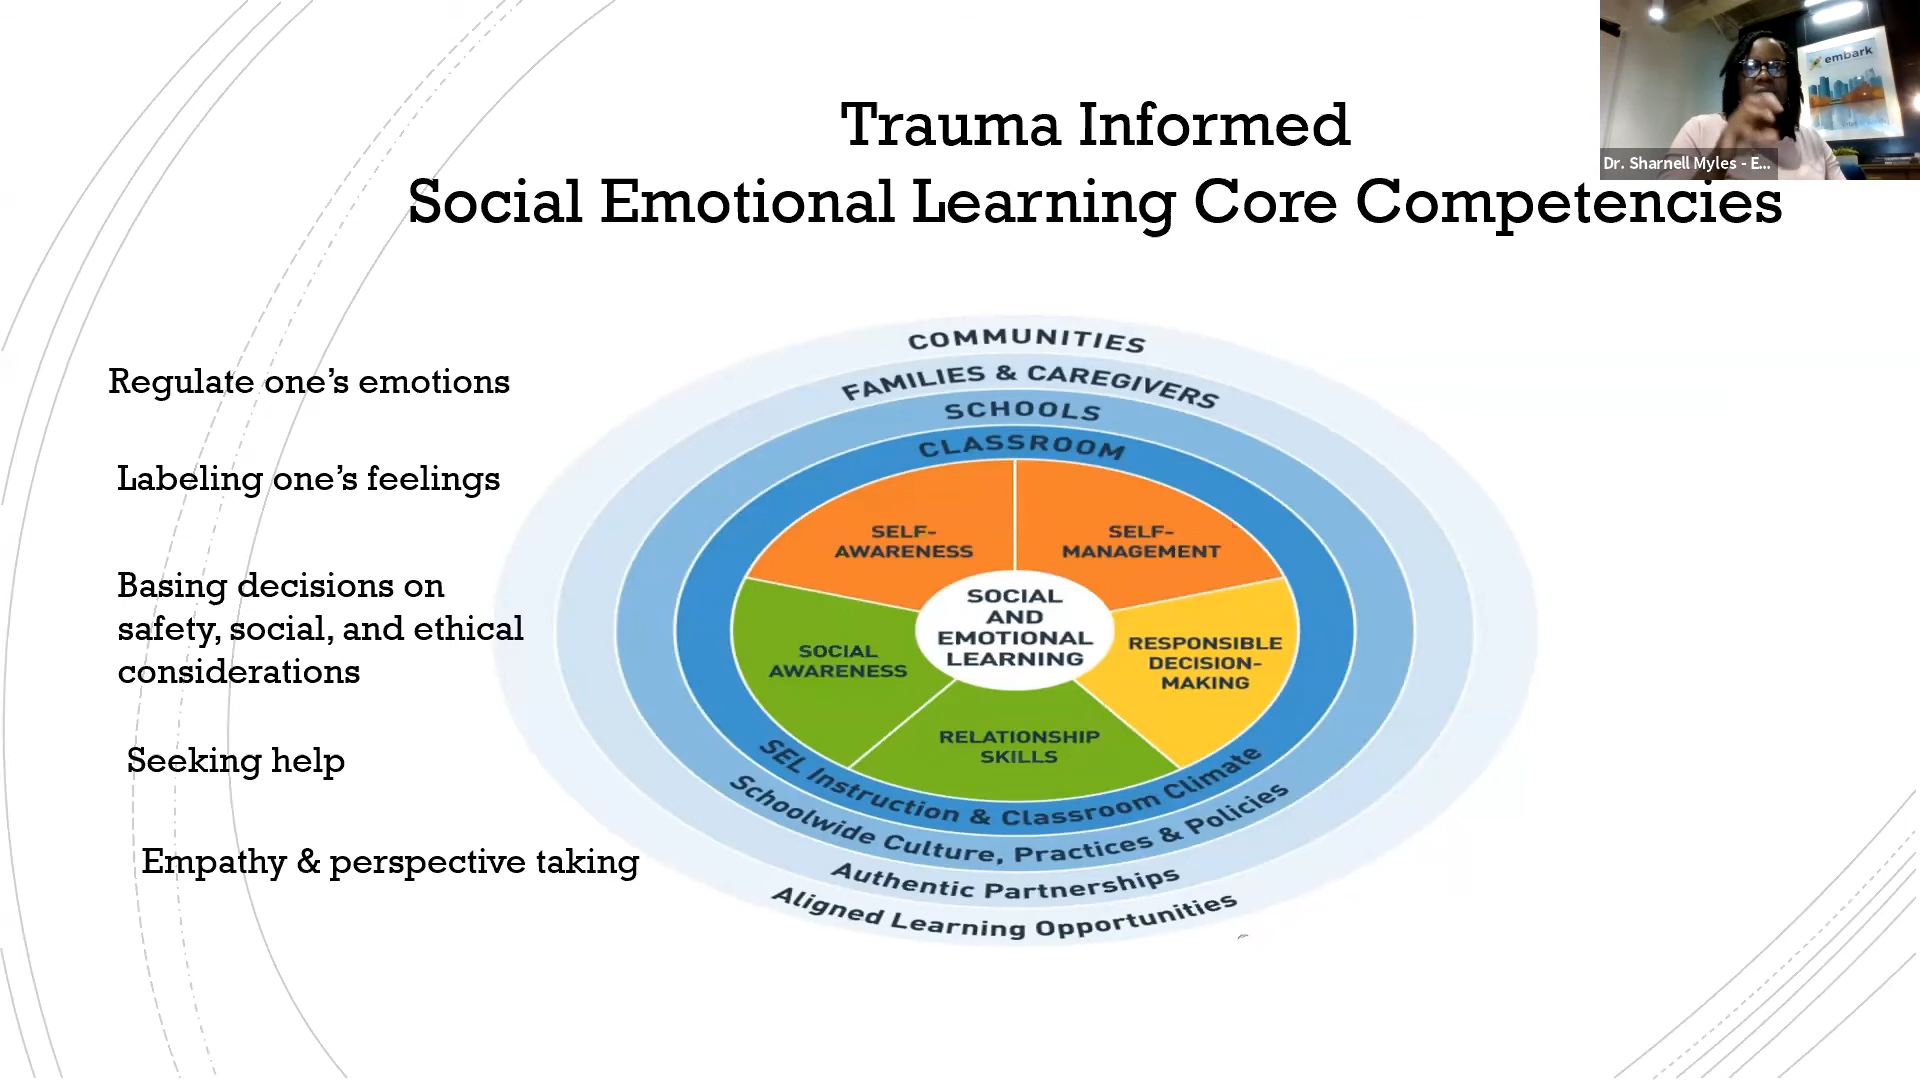 Trauma Informed
Social Emotional Learning Core Competencies
embark
Dr. Sharnell Myles - E...
Regulate one’s emotions
Labeling one’s feelings
Basing decisions on
safety, social, and ethical
considerations
Seeking help
Empathy & perspective taking
COMMUNITIES
FAMILIES & CAREGIVERS
SCHOOLS
CLASSROOM
SELF-
AWARENESS
SELF-
MANAGEMENT
SOCIAL
AND
EMOTIONAL
LEARNING
SOCIAL
AWARENESS
RESPONSIBLE
DECISION-
MAKING
RELATIONSHIP
SKILLS
SEL Instruction & Classroom Climate
Schoolwide Culture, Practices & Policies
Authentic Partnerships
Aligned Learning Opportunities